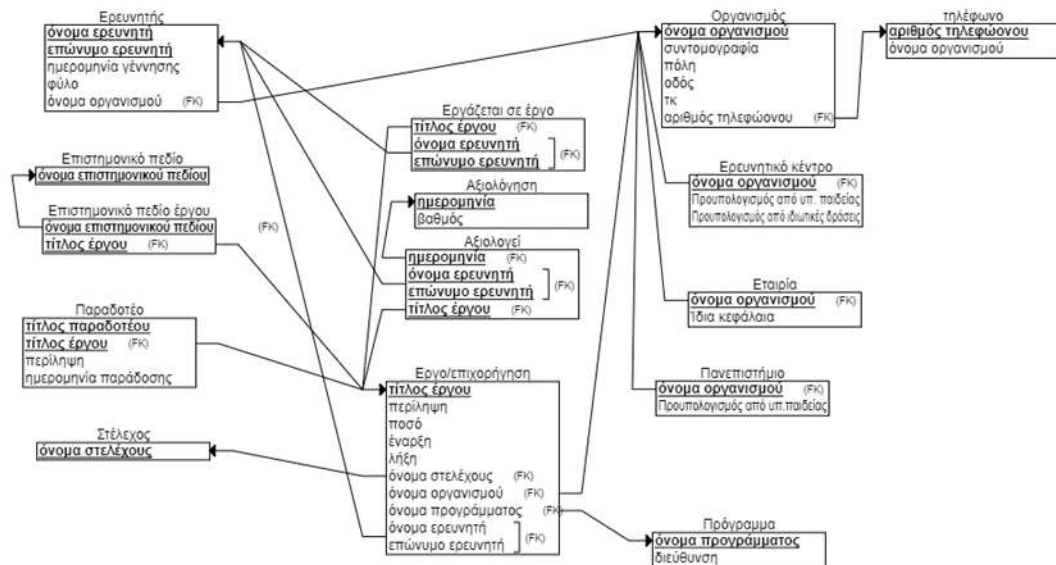 Ερευνητής
όνομα ερευνητή
επώνυμο ερευνητή
ημερομηνία γέννησης
φύλο
όνομα οργανισμού (FK)
Οργανισμός
όνομα οργανισμού
συντομογραφία
πόλη
οδός
τκ
αριθμός τηλεφώονου (FK)
τηλέφωνο
αριθμός τηλεφώονου
όνομα οργανισμού
Εργάζεται σε έργο
τίτλος έργου (FK)
όνομα ερευνητή
επώνυμο ερευνητή
(FK)
Επιστημονικό πεδίο
όνομα επιστημονικού πεδίου
Επιστημονικό πεδίο έργου
όνομα επιστημονικού πεδίου
τίτλος έργου (FK)
(FK)
Αξιολόγηση
ημερομηνία
βαθμός
Αξιολογεί
ημερομηνία (FK)
όνομα ερευνητή
επώνυμο ερευνητή
(FK)
τίτλος έργου (FK)
Ερευνητικό κέντρο
όνομα οργανισμού (FK)
Προυπολογισμός από υπ. παιδείας
Προυπολογισμός από ιδιωτικές δράσεις
Εταιρία
όνομα οργανισμού (FK)
Ίδια κεφάλαια
Παραδοτέο
τίτλος παραδοτέου
τίτλος έργου (FK)
περίληψη
ημερομηνία παράδοσης
Εργο/επιχορήγηση
τίτλος έργου
περίληψη
ποσό
έναρξη
λήξη
όνομα στελέχους (FK)
όνομα οργανισμού (FK)
όνομα προγράμματος (FK)
όνομα ερευνητή
επώνυμο ερευνητή
(FK)
Πανεπιστήμιο
όνομα οργανισμού (FK)
Προυπολογισμός από υπ.παιδείας
Στέλεχος
όνομα στελέχους
Πρόγραμμα
όνομα προγράμματος
διεύθυνση